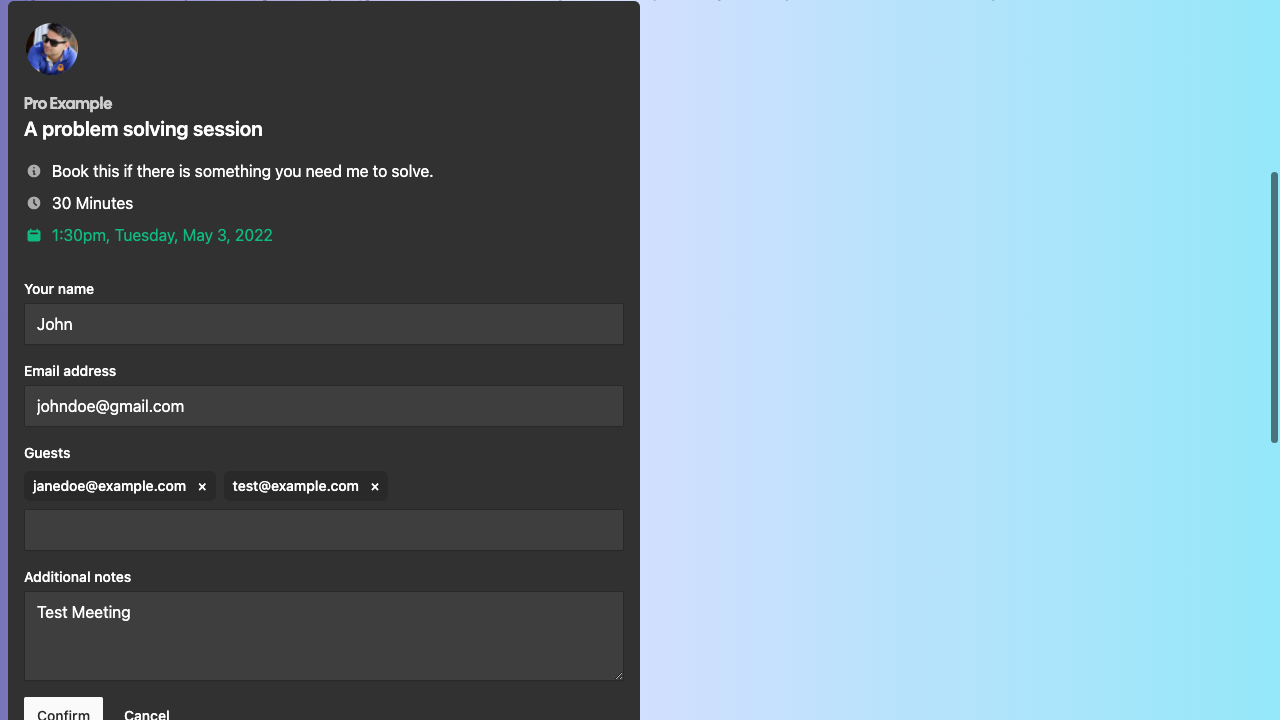 Pro Example
A problem solving session
Book this if there is something you need me to solve.
30 Minutes
1:30pm, Tuesday, May 3, 2022
Your name
John
Email address
johndoe@gmail.com
Guests
janedoe@example.com × test@example.com ×
Additional notes
Test Meeting
Confirm Cancel